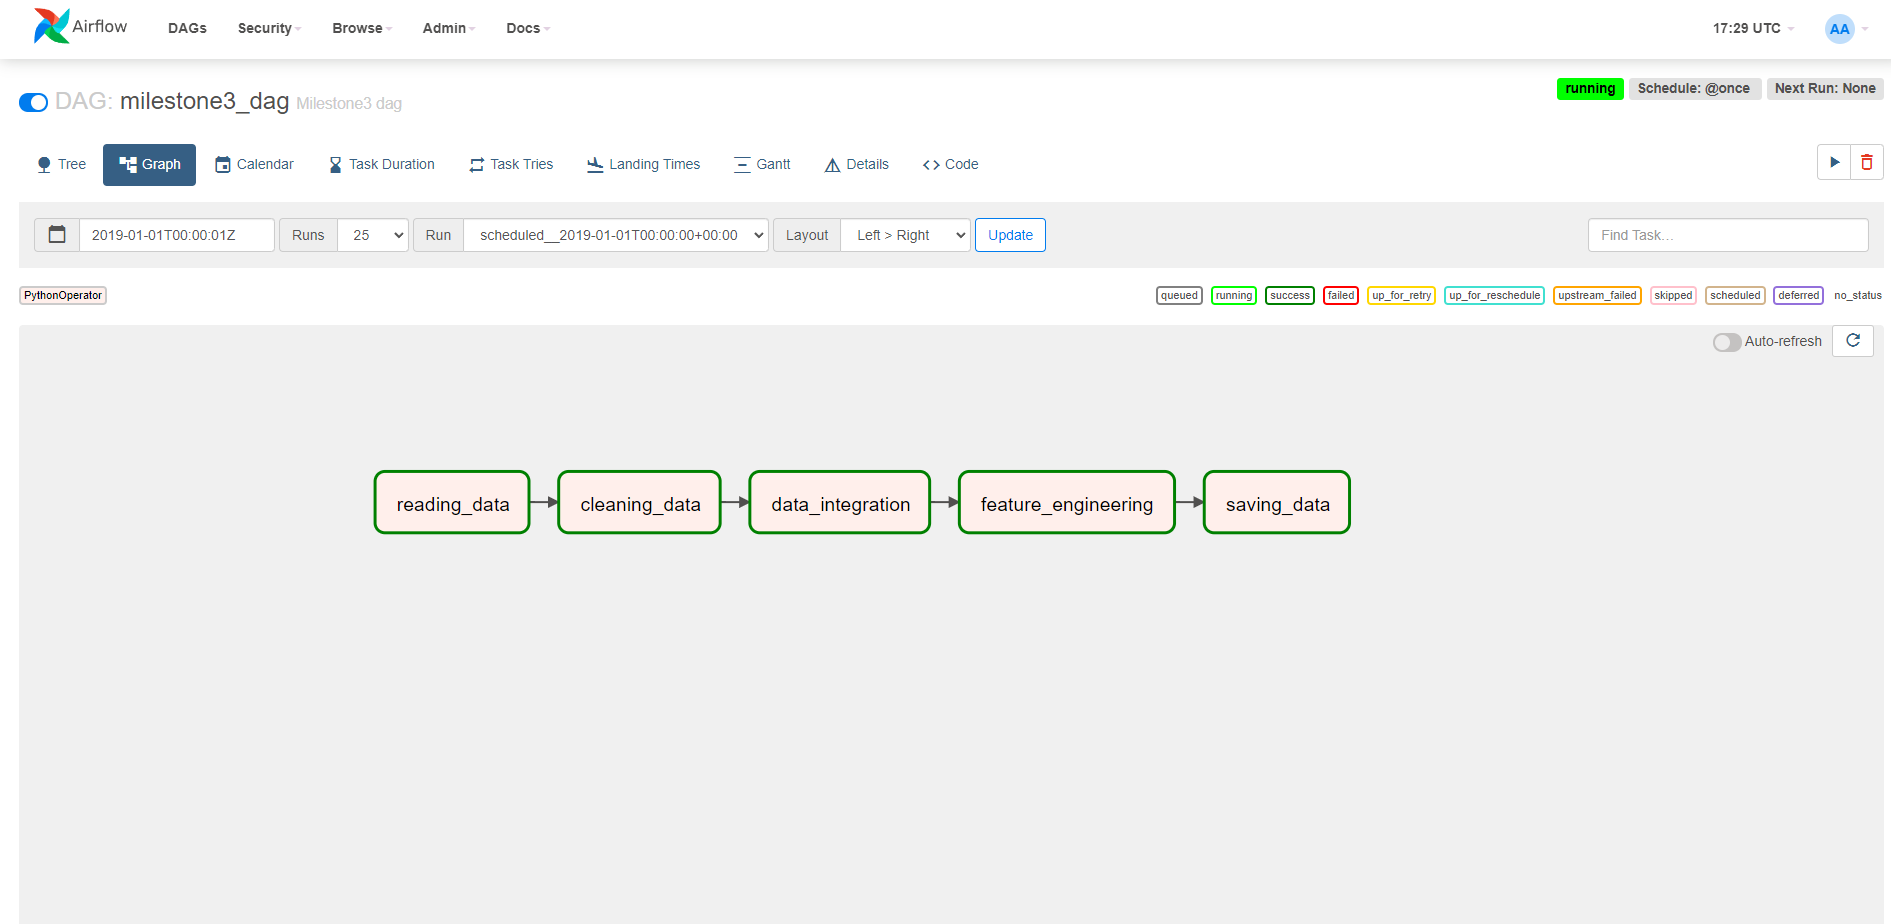 Airflow DAGs Security Browse Admin Docs 17:29 UTC AA
DAG: milestone3_dag Milestone3 dag running Schedule: @once Next Run: None
Tree Graph Calendar Task Duration Task Tries Landing Times Gantt Details Code
2019-01-01T00:00:01Z Runs 25 Run scheduled__2019-01-01T00:00:00+00:00 Layout Left > Right Update Find Task...
PythonOperator queued running success failed up_for_retry up_for_reschedule upstream_failed skipped scheduled deferred no_status
Auto-refresh
reading_data cleaning_data data_integration feature_engineering saving_data